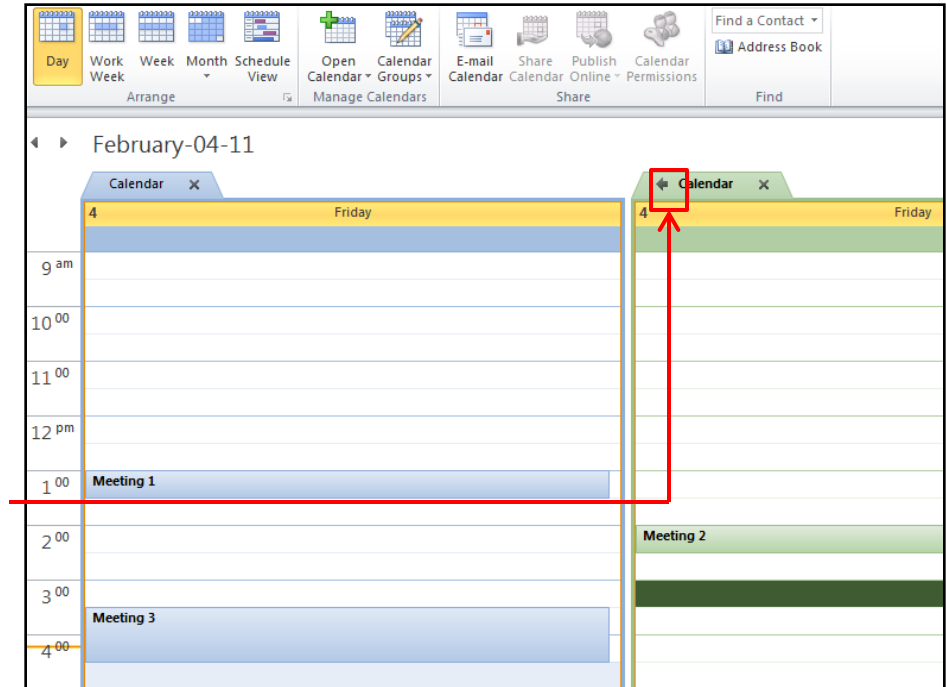 Day
Work
Week
Week
Month
Schedule
View
Open
Calendar
Calendar
Groups
E-mail
Calendar
Share
Calendar
Publish
Online
Calendar
Permissions
Find a Contact
Address Book
Arrange
Manage Calendars
Share
Find
February-04-11
Calendar
Calendar
4 Friday
4 Friday
9 am
10 00
11 00
12 pm
1 00
Meeting 1
2 00
Meeting 2
3 00
Meeting 3
4 00